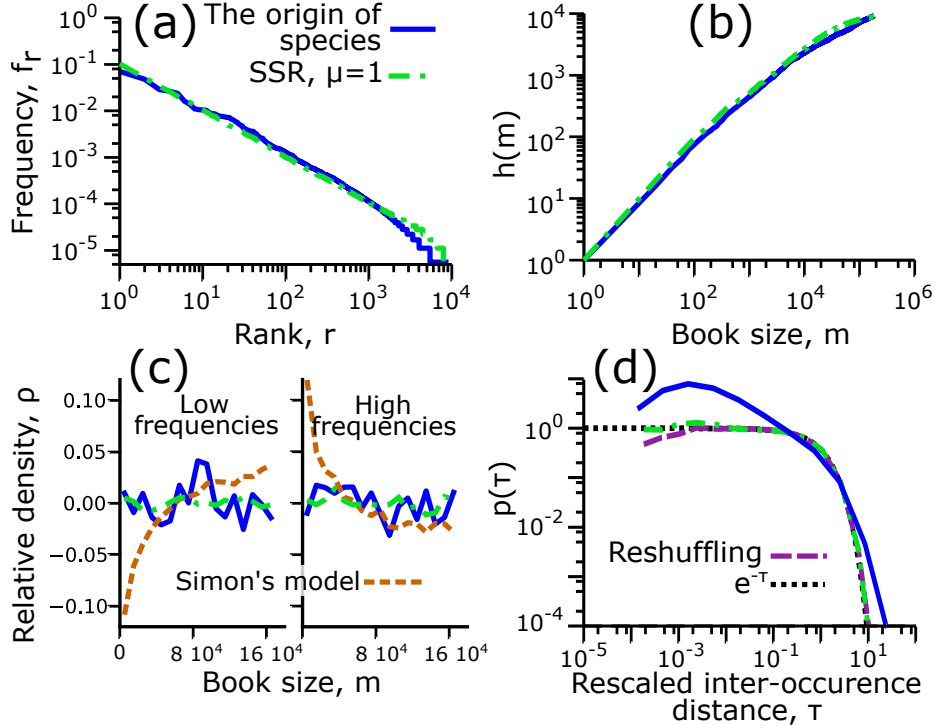 (a)
The origin of
species
SSR, μ=1
Frequency, f_r
10^0
10^-1
10^-2
10^-3
10^-4
10^-5
10^0 10^1 10^2 10^3 10^4
Rank, r
(b)
h(m)
10^4
10^3
10^2
10^1
10^0
10^0 10^2 10^4 10^6
Book size, m
(c)
Low
frequencies
High
frequencies
Relative density, ρ
0.10
0.05
0.00
−0.05
−0.10
Simon's model
0 8 10^4 16 10^4 0 8 10^4 16 10^4
Book size, m
(d)
p(τ)
10^2
10^0
10^-2
10^-4
Reshuffling
e^-τ
10^-5 10^-3 10^-1 10^1
Rescaled inter-occurence
distance, τ